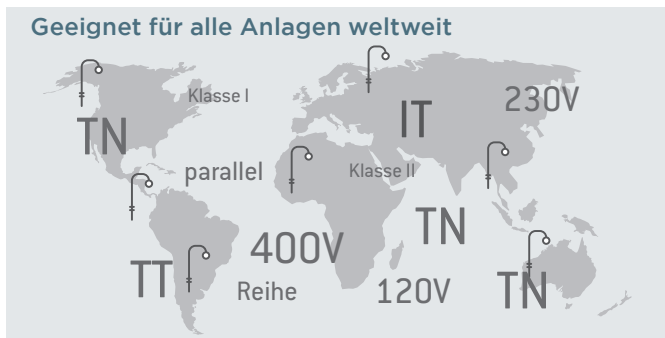 Geeignet für alle Anlagen weltweit
Klasse I
230V
TN
IT
parallel
Klasse II
TN
400V
TT
Reihe
120V
TN